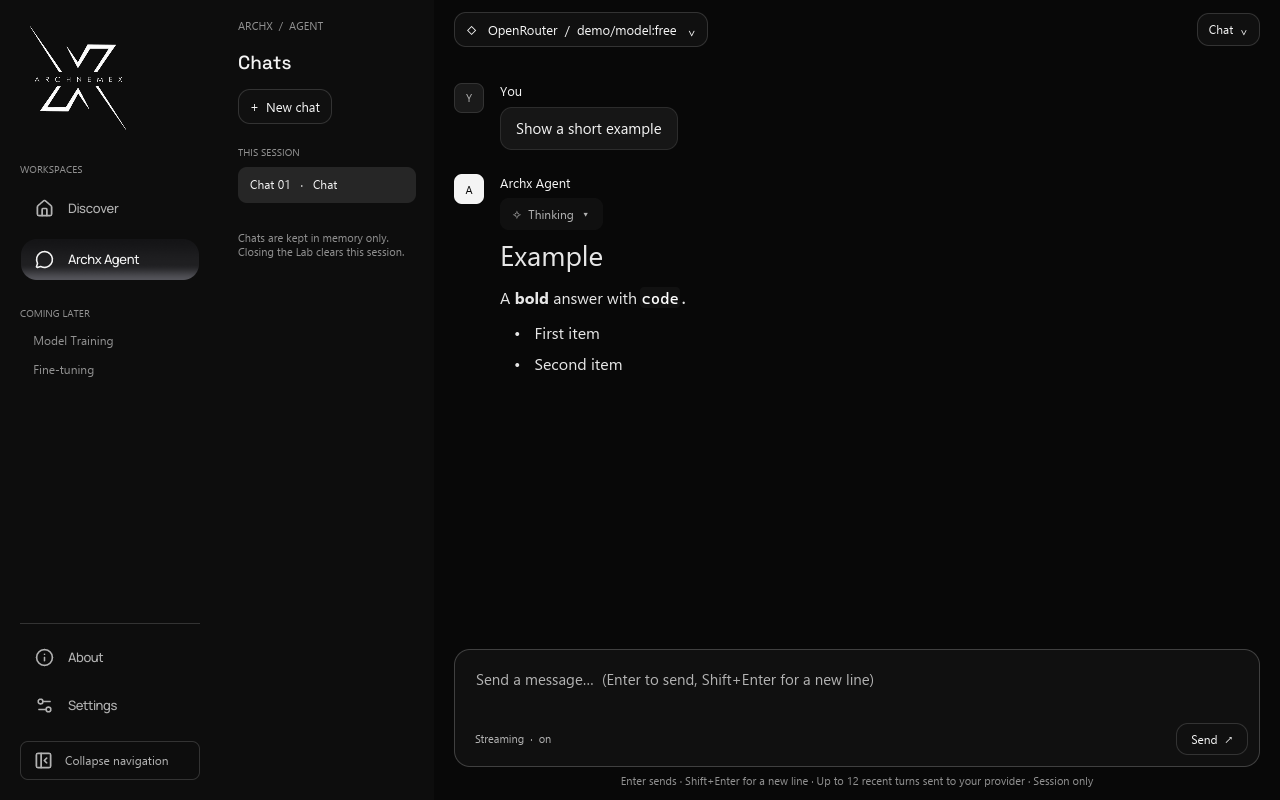 ARCHNEMEX
WORKSPACES
Discover
Archx Agent
COMING LATER
Model Training
Fine-tuning
About
Settings
Collapse navigation
ARCHX / AGENT
Chats
+ New chat
THIS SESSION
Chat 01 · Chat
Chats are kept in memory only.
Closing the Lab clears this session.
OpenRouter / demo/model:free
Chat
Y
You
Show a short example
A
Archx Agent
Thinking
Example
A bold answer with code.
• First item
• Second item
Send a message... (Enter to send, Shift+Enter for a new line)
Streaming · on
Send ↗
Enter sends · Shift+Enter for a new line · Up to 12 recent turns sent to your provider · Session only